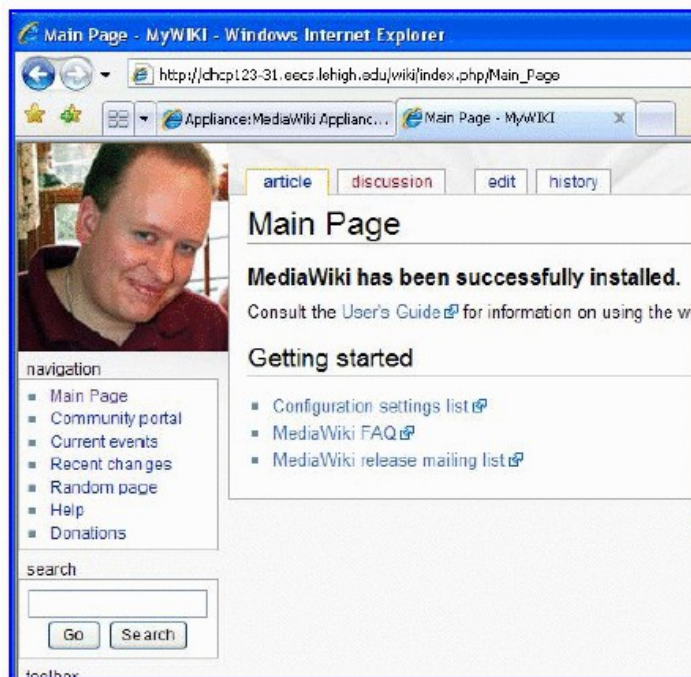 Main Page - MyWIKI - Windows Internet Explorer
http://dhcp123-31.eecs.lehigh.edu/wiki/index.php/Main_Page
Appliance:MediaWiki Applianc...
Main Page - MyWIKI
X
article
discussion
edit
history
Main Page
MediaWiki has been successfully installed.
Consult the User's Guide for information on using the w
Getting started
Configuration settings list
MediaWiki FAQ
MediaWiki release mailing list
navigation
Main Page
Community portal
Current events
Recent changes
Random page
Help
Donations
search
Go Search
toolbox